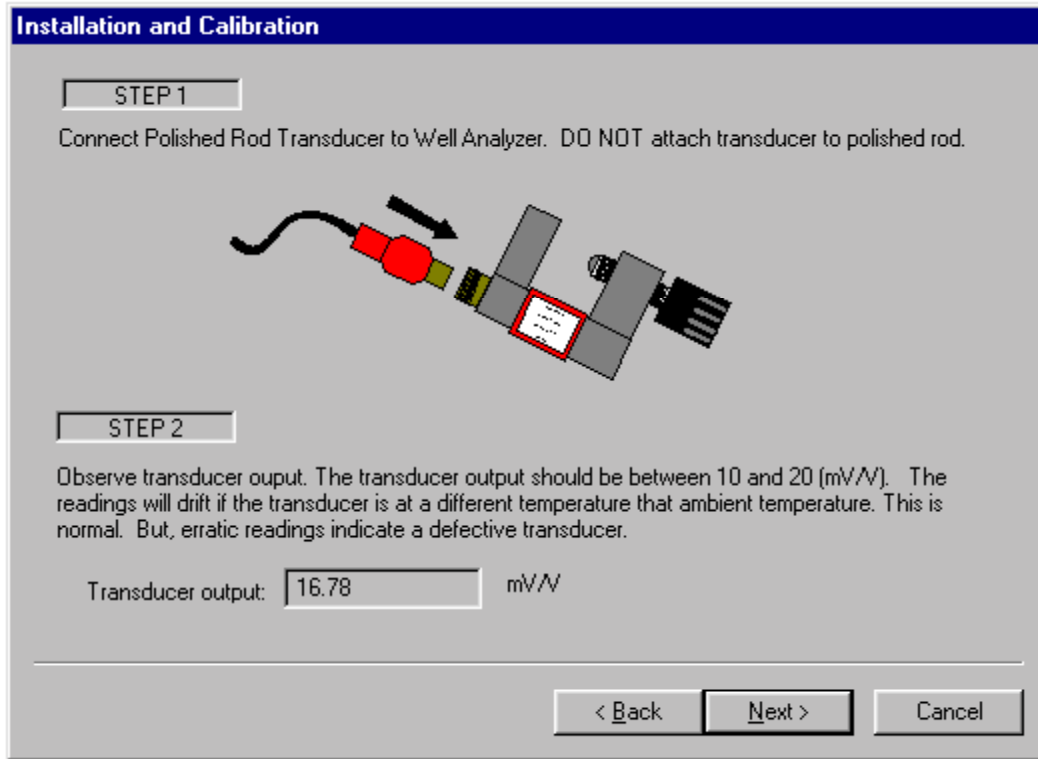 Installation and Calibration
STEP 1
Connect Polished Rod Transducer to Well Analyzer.  DO NOT attach transducer to polished rod.
STEP 2
Observe transducer ouput. The transducer output should be between 10 and 20 (mV/V).   The
readings will drift if the transducer is at a different temperature that ambient temperature. This is
normal.  But, erratic readings indicate a defective transducer.
Transducer output: 16.78 mV/V
< Back Next > Cancel